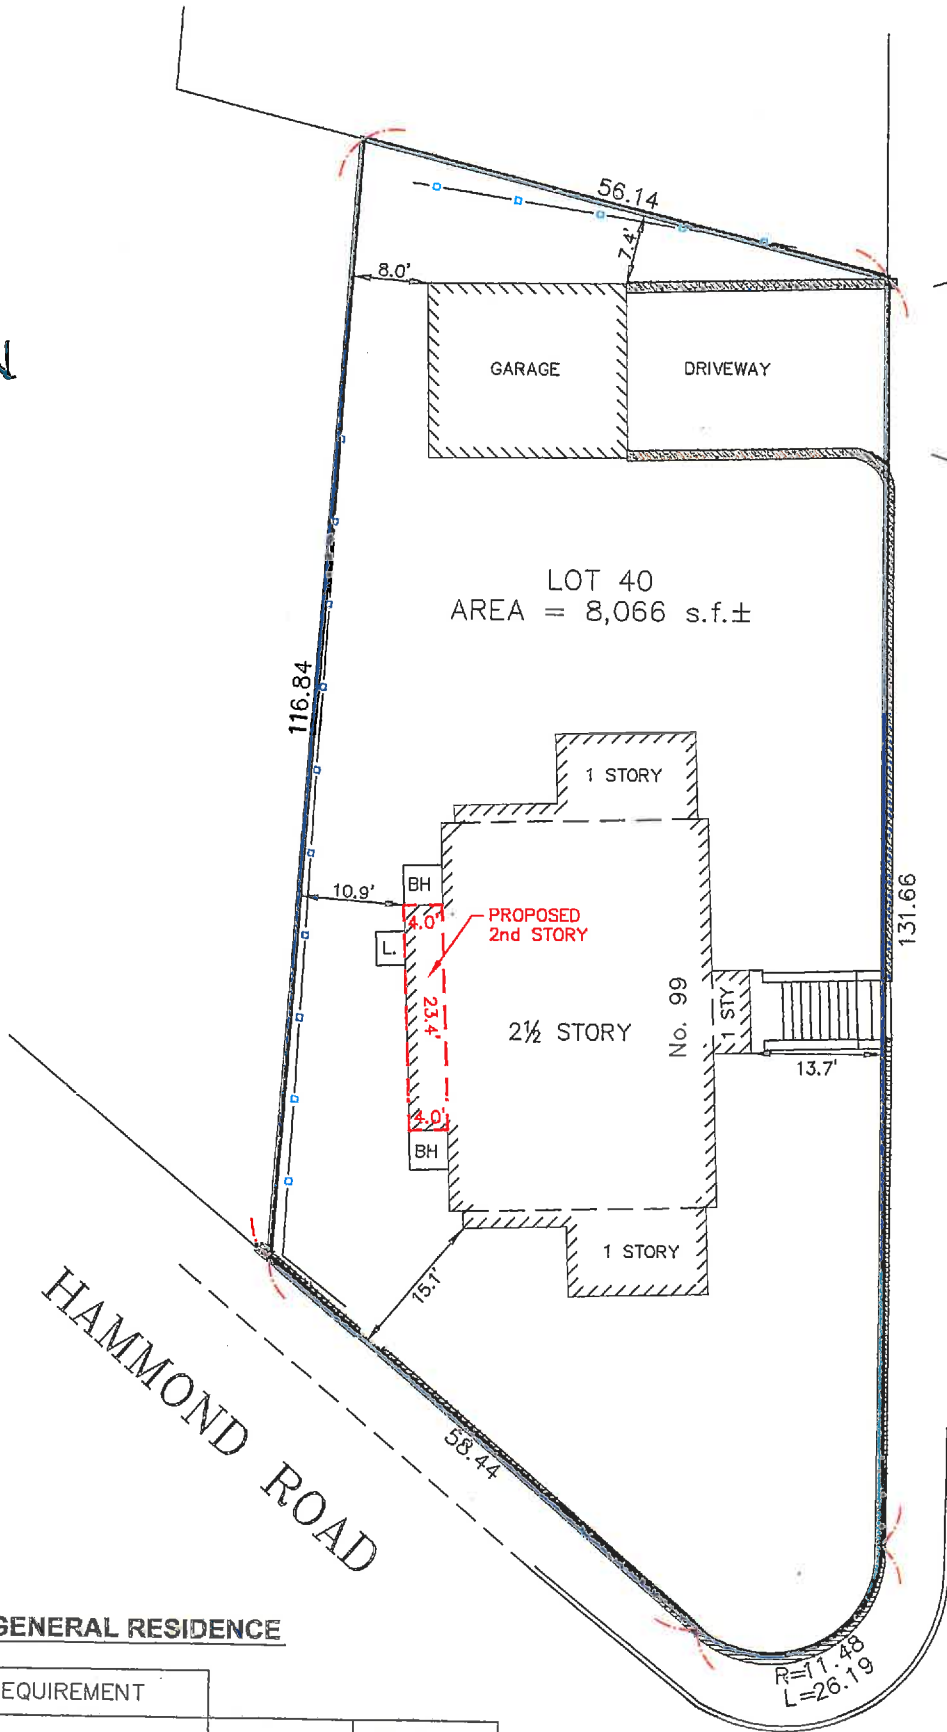 56.14
7.4'
8.0'
GARAGE
DRIVEWAY
LOT 40
AREA = 8,066 s.f.±
116.84
1 STORY
BH
10.9'
4.0'
PROPOSED
2nd STORY
L.
131.66
23.4'
2½ STORY
No. 99
1 STY
13.7'
4.0'
BH
1 STORY
15.1'
HAMMOND ROAD
58.44
R=11.48
L=26.19
GENERAL RESIDENCE
EQUIREMENT